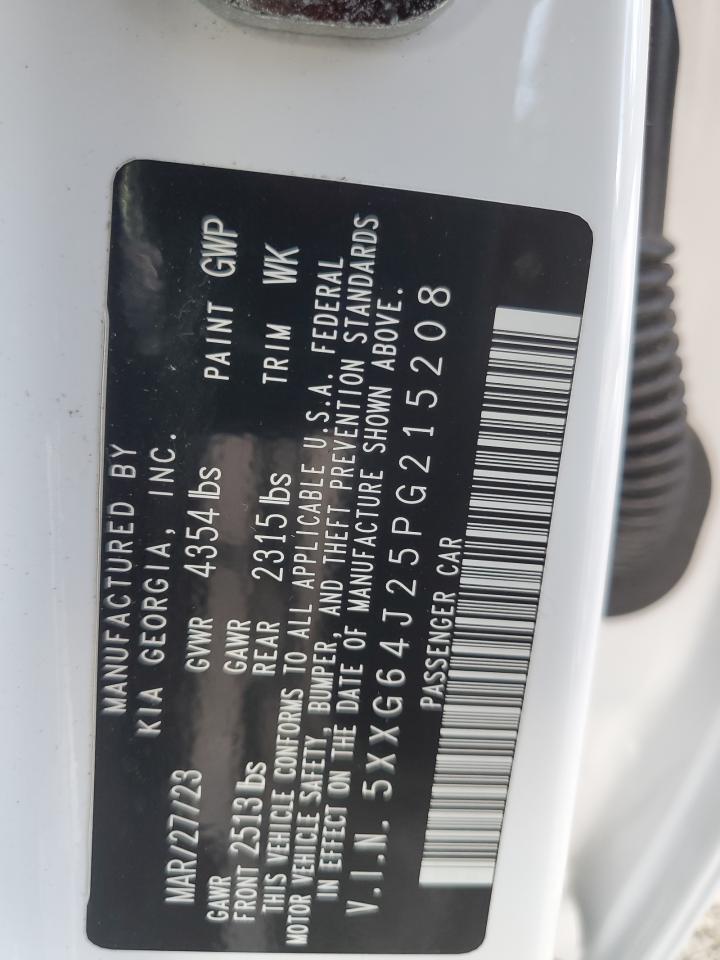 MANUFACTURED BY
KIA GEORGIA, INC.
MAR/27/23 GVWR 4354 lbs PAINT GWP
GAWR GAWR
FRONT 2513 lbs REAR 2315 lbs TRIM WK
THIS VEHICLE CONFORMS TO ALL APPLICABLE U.S.A. FEDERAL
MOTOR VEHICLE SAFETY, BUMPER, AND THEFT PREVENTION STANDARDS
IN EFFECT ON THE DATE OF MANUFACTURE SHOWN ABOVE.
V.I.N. 5XXG64J25PG215208
PASSENGER CAR